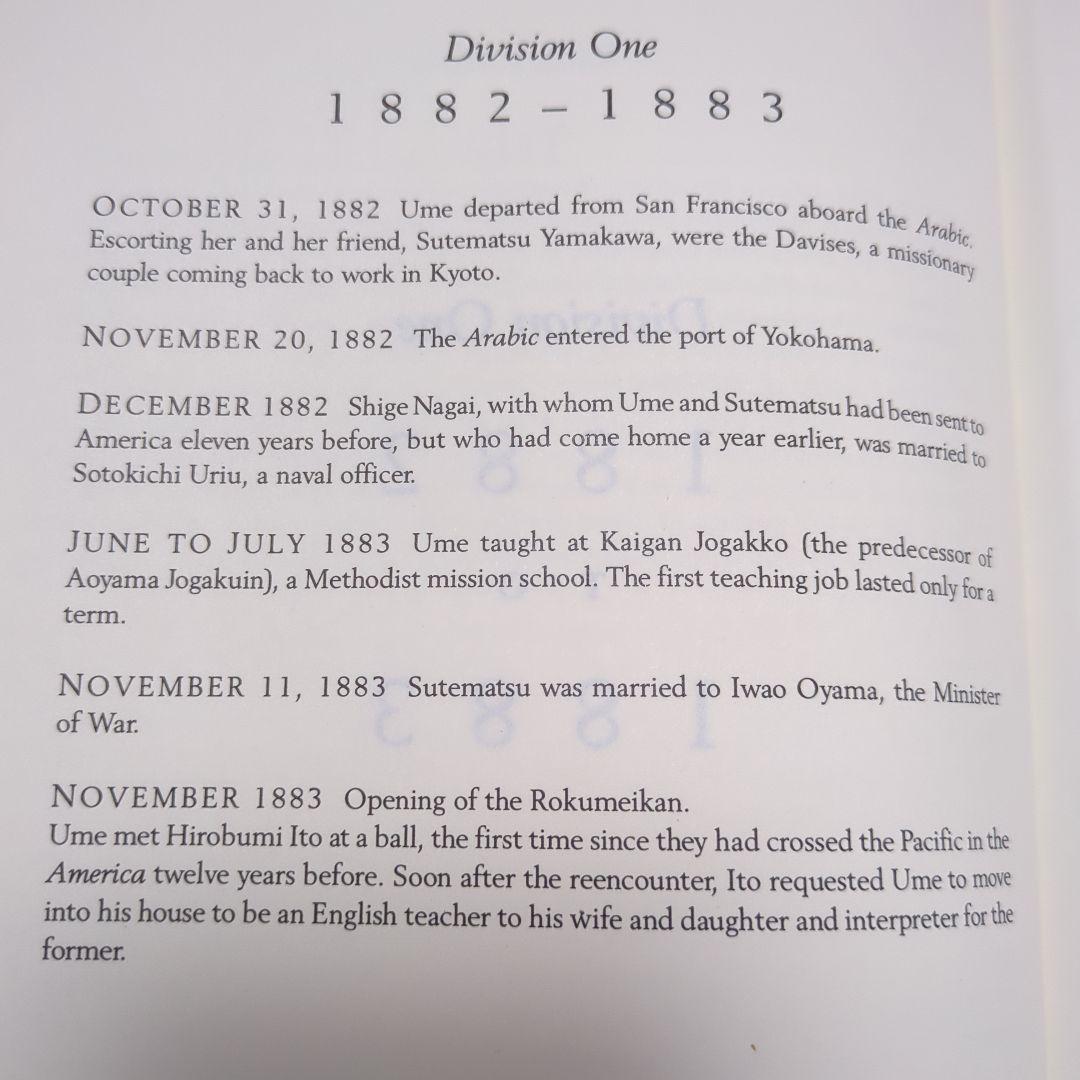 Division One
1882–1883
OCTOBER 31, 1882 Ume departed from San Francisco aboard the Arabic.
Escorting her and her friend, Sutematsu Yamakawa, were the Davises, a missionary
couple coming back to work in Kyoto.
NOVEMBER 20, 1882 The Arabic entered the port of Yokohama.
DECEMBER 1882 Shige Nagai, with whom Ume and Sutematsu had been sent to
America eleven years before, but who had come home a year earlier, was married to
Sotokichi Uriu, a naval officer.
JUNE TO JULY 1883 Ume taught at Kaigan Jogakko (the predecessor of
Aoyama Jogakuin), a Methodist mission school. The first teaching job lasted only for a
term.
NOVEMBER 11, 1883 Sutematsu was married to Iwao Oyama, the Minister
of War.
NOVEMBER 1883 Opening of the Rokumeikan.
Ume met Hirobumi Ito at a ball, the first time since they had crossed the Pacific in the
America twelve years before. Soon after the reencounter, Ito requested Ume to move
into his house to be an English teacher to his wife and daughter and interpreter for the
former.